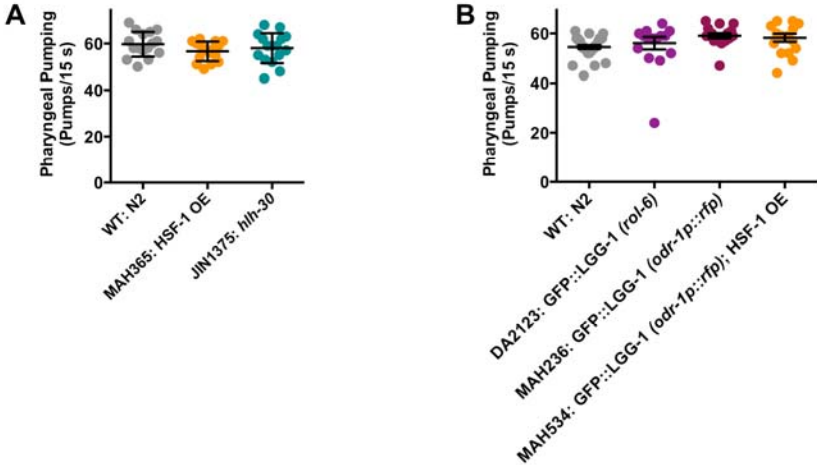 A
Pharyngeal Pumping
(Pumps/15 s)
80
60
40
20
0
WT: N2
MAH365: HSF-1 OE
JIN1375: hlh-30
B
Pharyngeal Pumping
(Pumps/15 s)
60
40
20
0
WT: N2
DA2123: GFP::LGG-1 (rol-6)
MAH236: GFP::LGG-1 (odr-1p::rfp)
MAH534: GFP::LGG-1 (odr-1p::rfp); HSF-1 OE